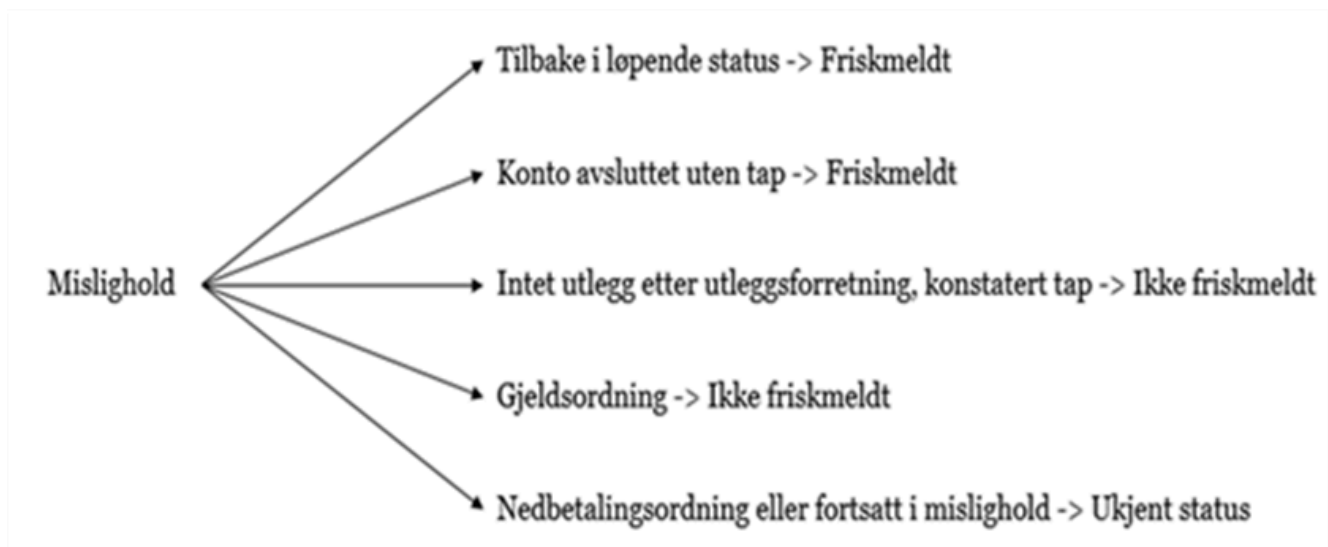 Tilbake i løpende status -> Friskmeldt
Konto avsluttet uten tap -> Friskmeldt
Mislighold
Intet utlegg etter utleggsforretning, konstatert tap -> Ikke friskmeldt
Gjeldsordning -> Ikke friskmeldt
Nedbetalingsordning eller fortsatt i mislighold -> Ukjent status